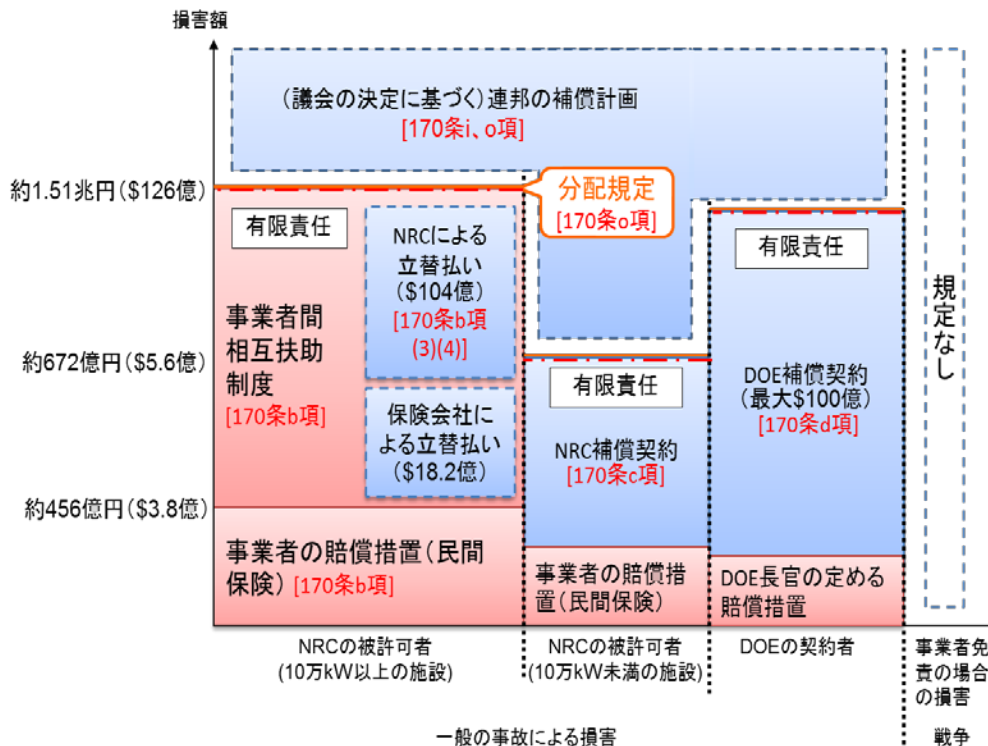 損害額
(議会の決定に基づく)連邦の補償計画
[170条i、o項]
約1.51兆円($126億)
分配規定
[170条o項]
有限責任
NRCによる
立替払い
($104億)
[170条b項
(3)(4)]
事業者間
相互扶助
制度
[170条b項]
保険会社に
よる立替払い
($18.2億)
約672億円($5.6億)
有限責任
NRC補償契約
[170条c項]
有限責任
DOE補償契約
(最大$100億)
[170条d項]
規定なし
約456億円($3.8億)
事業者の賠償措置(民間
保険)[170条b項]
事業者の賠償措
置(民間保険)
DOE長官の定める
賠償措置
NRCの被許可者
(10万kW以上の施設)
NRCの被許可者
(10万kW未満の施設)
DOEの契約者
事業者免
責の場合
の損害
一般の事故による損害
戦争